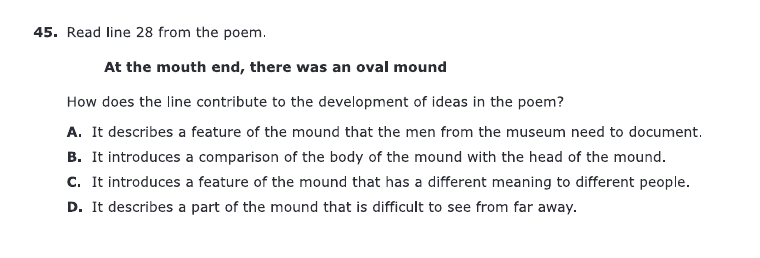 45. Read line 28 from the poem.
At the mouth end, there was an oval mound
How does the line contribute to the development of ideas in the poem?
A. It describes a feature of the mound that the men from the museum need to document.
B. It introduces a comparison of the body of the mound with the head of the mound.
C. It introduces a feature of the mound that has a different meaning to different people.
D. It describes a part of the mound that is difficult to see from far away.